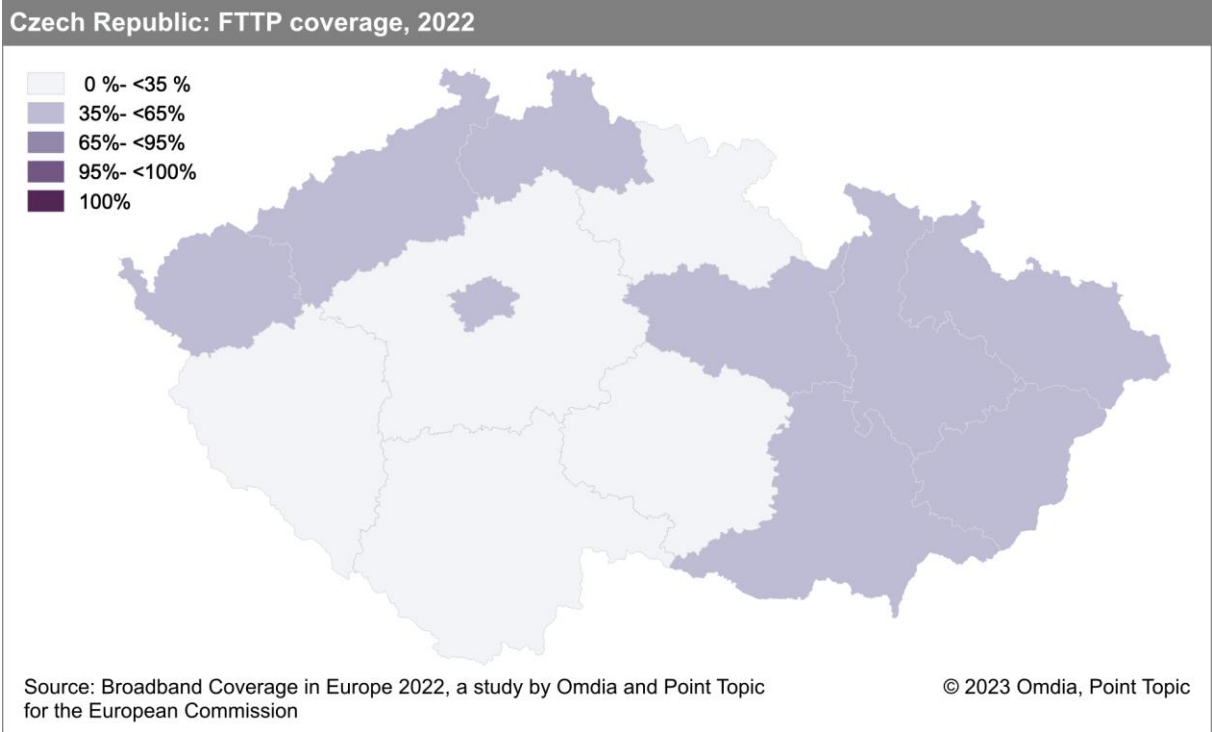 Czech Republic: FTTP coverage, 2022
0 %- <35 %
35%- <65%
65%- <95%
95%- <100%
100%
Source: Broadband Coverage in Europe 2022, a study by Omdia and Point Topic
for the European Commission
© 2023 Omdia, Point Topic